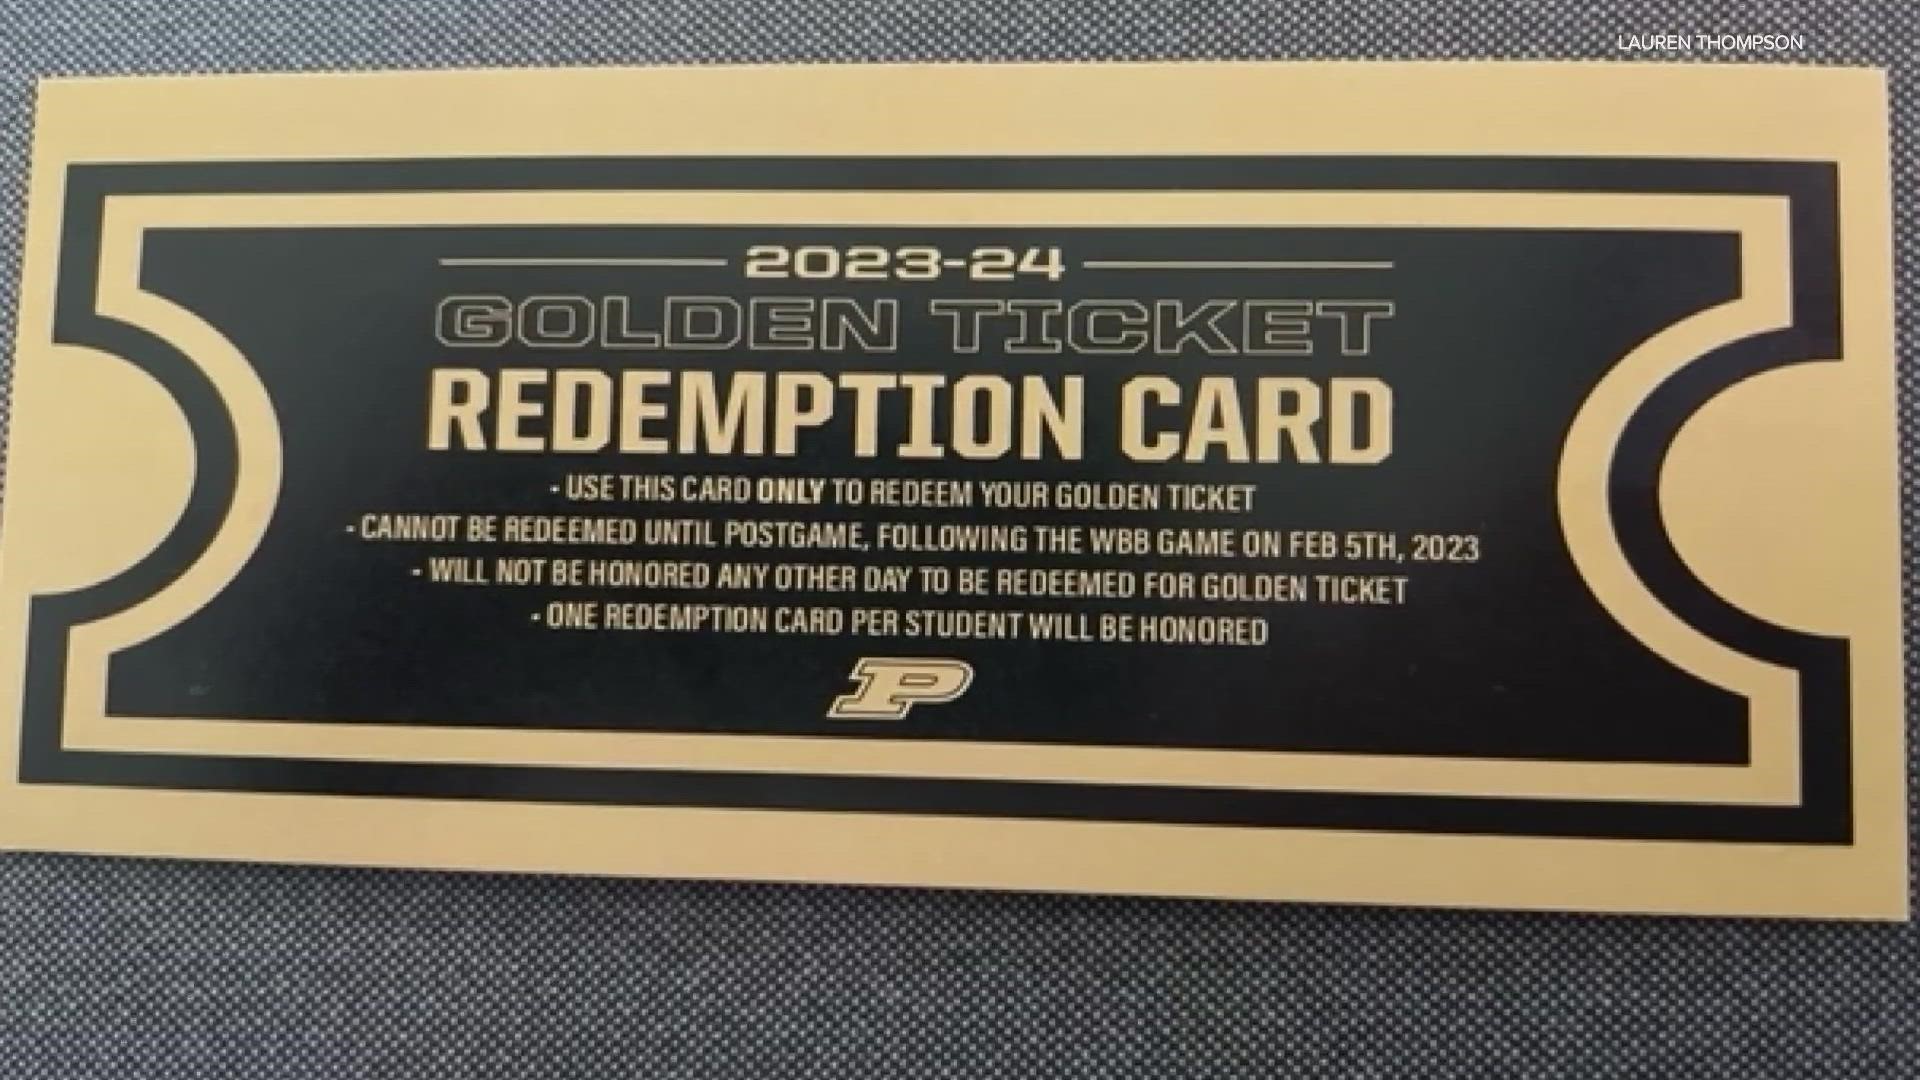 LAUREN THOMPSON
2023-24
GOLDEN TICKET
REDEMPTION CARD
- USE THIS CARD ONLY TO REDEEM YOUR GOLDEN TICKET
- CANNOT BE REDEEMED UNTIL POSTGAME, FOLLOWING THE WBB GAME ON FEB 5TH, 2023
- WILL NOT BE HONORED ANY OTHER DAY TO BE REDEEMED FOR GOLDEN TICKET
- ONE REDEMPTION CARD PER STUDENT WILL BE HONORED
P